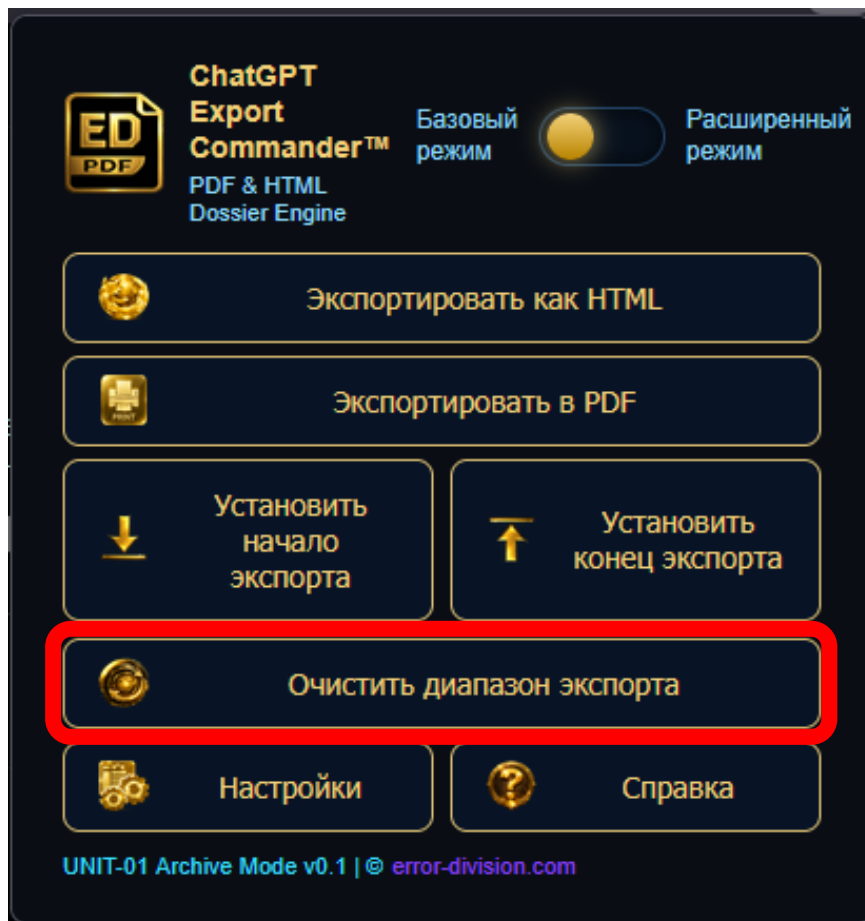 ED
PDF
ChatGPT
Export
Commander™
PDF & HTML
Dossier Engine
Базовый
режим
Расширенный
режим
Экспортировать как HTML
PRINT
Экспортировать в PDF
Установить
начало
экспорта
Установить
конец экспорта
Очистить диапазон экспорта
Настройки
Справка
UNIT-01 Archive Mode v0.1 | © error-division.com